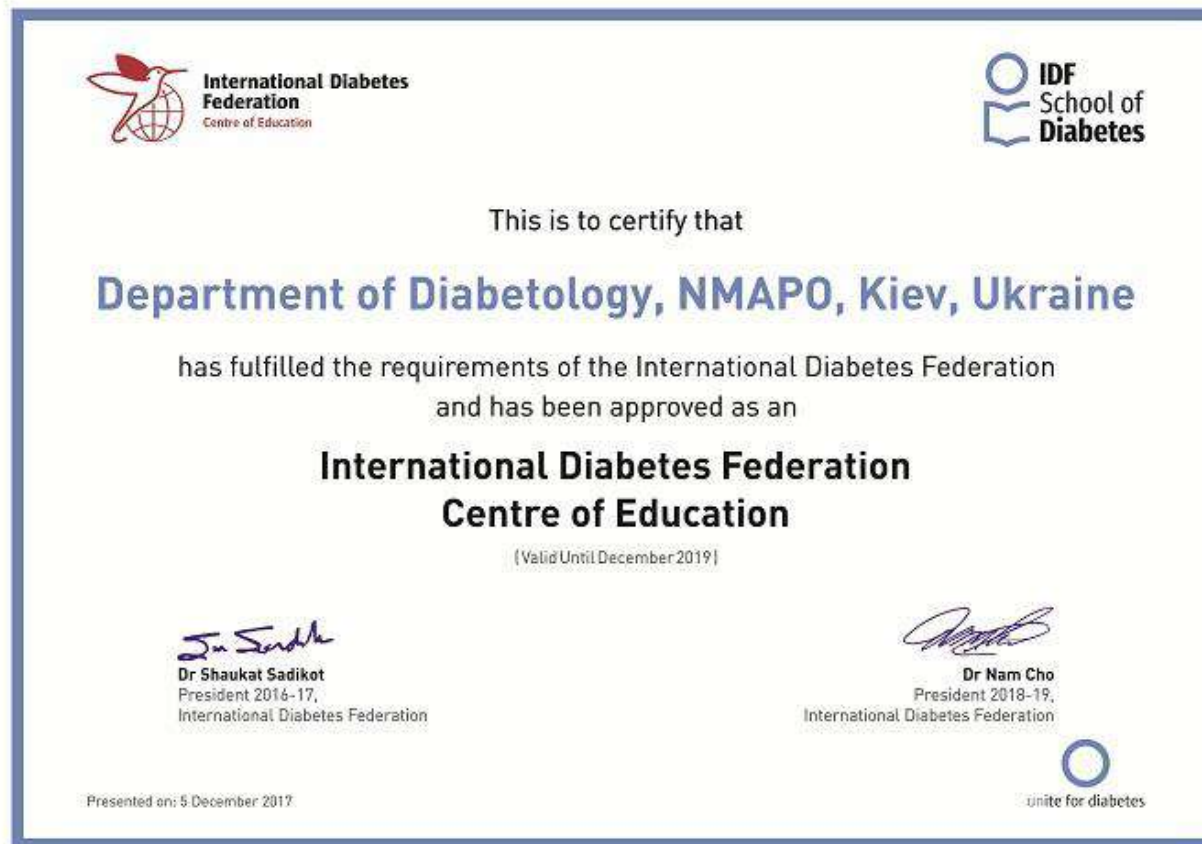 International Diabetes
Federation
Centre of Education
IDF
School of
Diabetes
This is to certify that
Department of Diabetology, NMAPO, Kiev, Ukraine
has fulfilled the requirements of the International Diabetes Federation
and has been approved as an
International Diabetes Federation
Centre of Education
(Valid Until December 2019)
Dr Shaukat Sadikot
President 2016-17,
International Diabetes Federation
Dr Nam Cho
President 2018-19,
International Diabetes Federation
Presented on: 5 December 2017
unite for diabetes